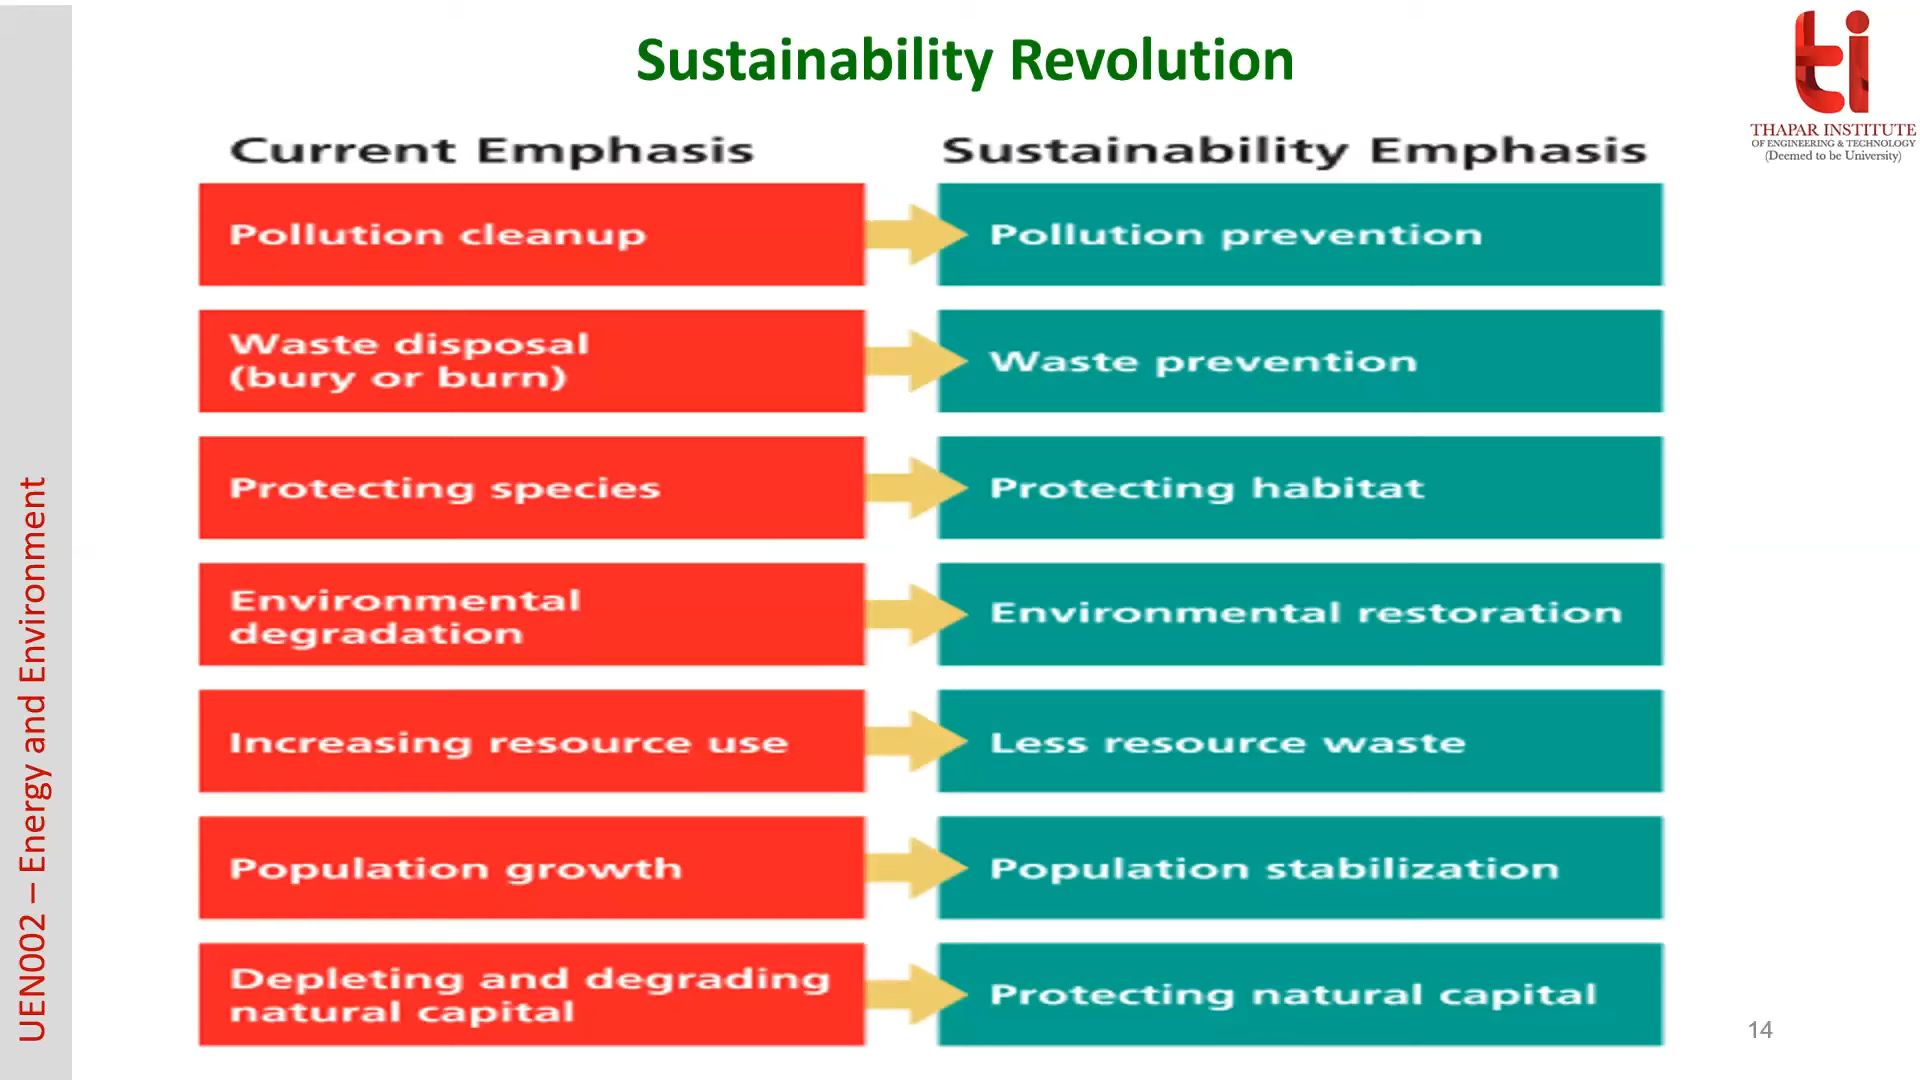 Sustainability Revolution
THAPAR INSTITUTE
OF ENGINEERING & TECHNOLOGY
(Deemed to be University)
Current Emphasis
Sustainability Emphasis
Pollution cleanup
Pollution prevention
Waste disposal
(bury or burn)
Waste prevention
Protecting species
Protecting habitat
Environmental
degradation
Environmental restoration
Increasing resource use
Less resource waste
Population growth
Population stabilization
Depleting and degrading
natural capital
Protecting natural capital
UEN002 – Energy and Environment
14